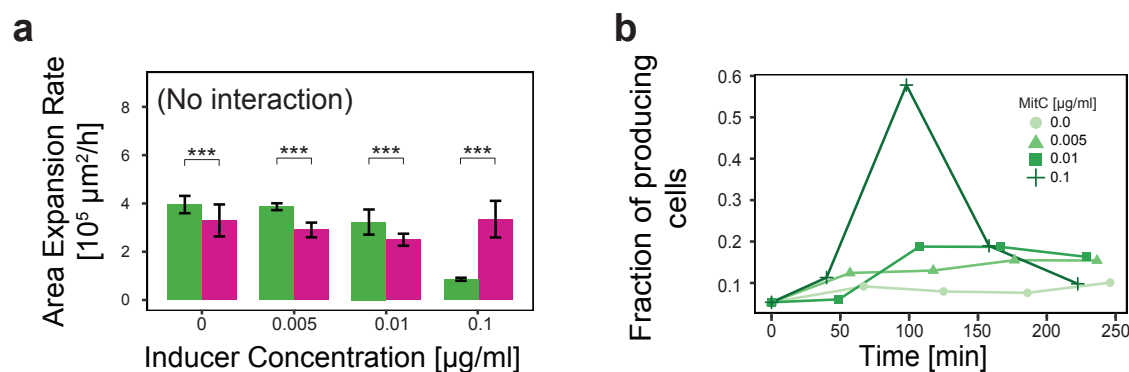 a
(No interaction)
Area Expansion Rate
[10⁵ µm²/h]
8
6
4
2
0
*** *** *** ***
0 0.005 0.01 0.1
Inducer Concentration [µg/ml]
b
Fraction of producing
cells
0.6
0.5
0.4
0.3
0.2
0.1
MitC [µg/ml]
0.0
0.005
0.01
0.1
0 50 100 150 200 250
Time [min]